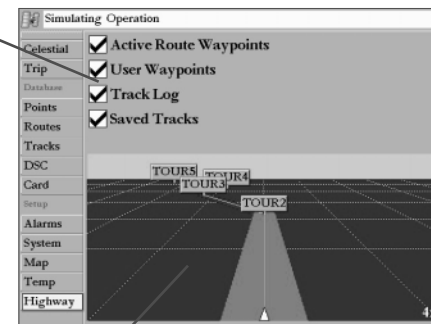 Simulating Operation
Celestial
Trip
Database
Points
Routes
Tracks
DSC
Card
Setup
Alarms
System
Map
Temp
Highway
Active Route Waypoints
User Waypoints
Track Log
Saved Tracks
TOUR5
TOUR4
TOUR3
TOUR2